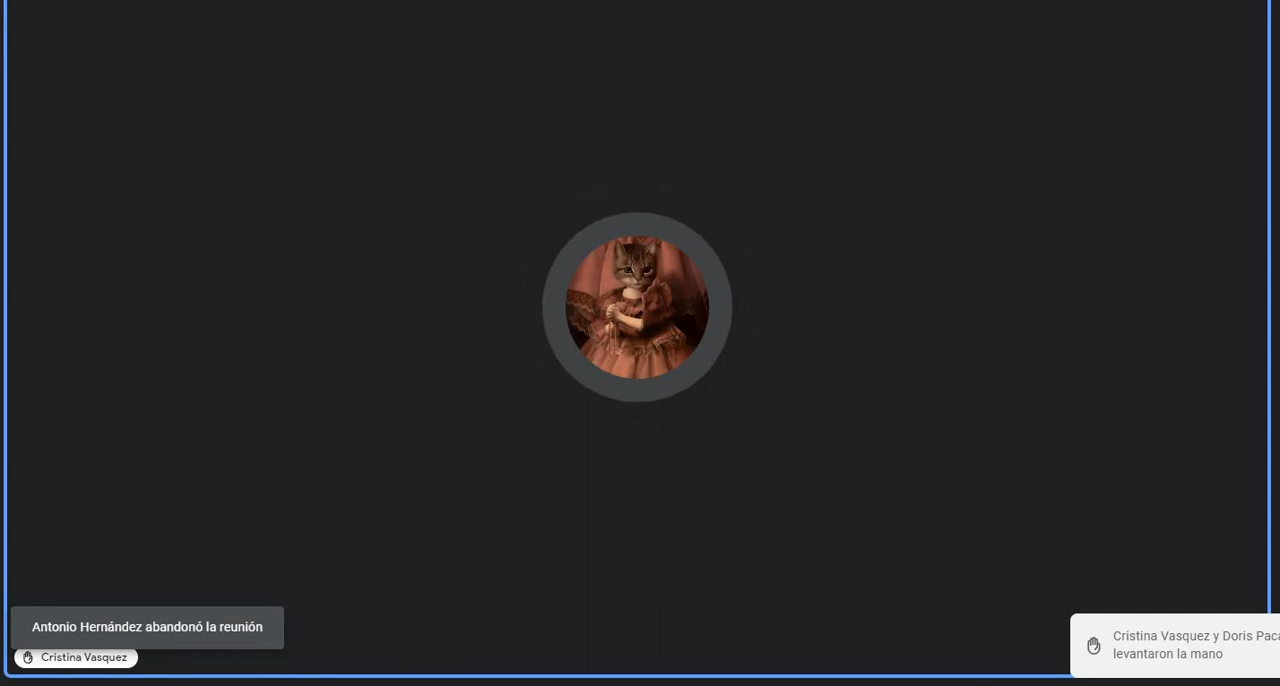 Antonio Hernández abandonó la reunión
Cristina Vasquez
Cristina Vasquez y Doris
levantaron la mano